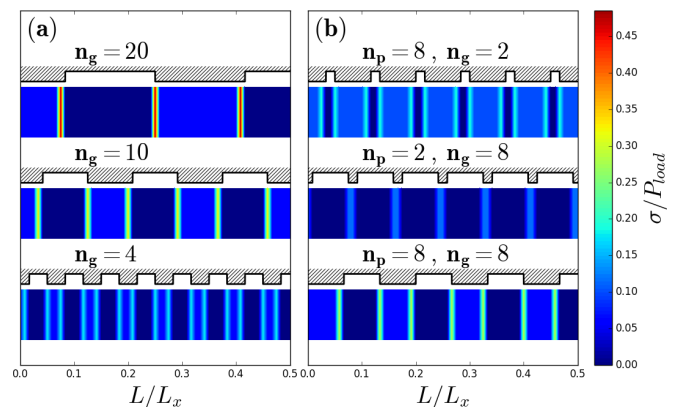 (a)
n_g = 20
n_g = 10
n_g = 4
0.0 0.1 0.2 0.3 0.4 0.5
L/L_x
(b)
n_p = 8 , n_g = 2
n_p = 2 , n_g = 8
n_p = 8 , n_g = 8
0.1 0.2 0.3 0.4 0.5
L/L_x
0.45
0.40
0.35
0.30
0.25
0.20
0.15
0.10
0.05
0.00
σ/P_load